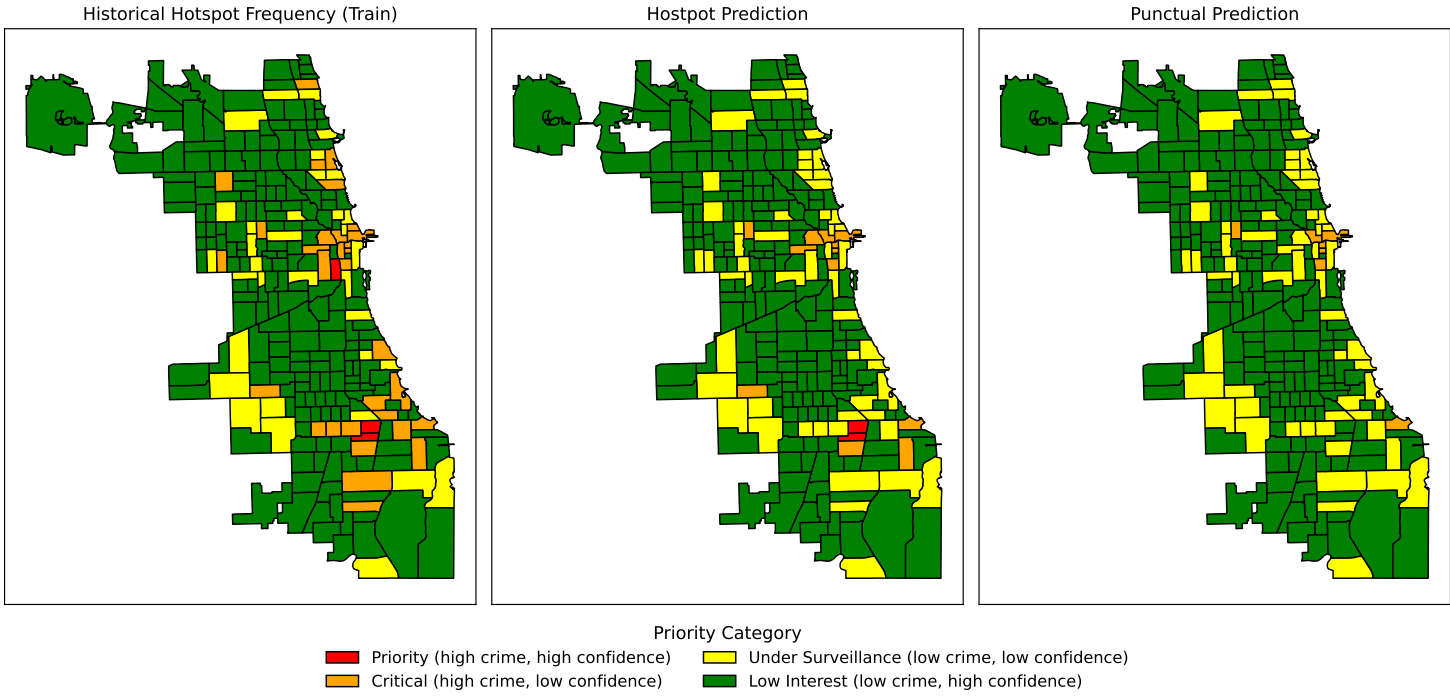 Historical Hotspot Frequency (Train)
Hostpot Prediction
Punctual Prediction
Priority Category
Priority (high crime, high confidence)
Critical (high crime, low confidence)
Under Surveillance (low crime, low confidence)
Low Interest (low crime, high confidence)